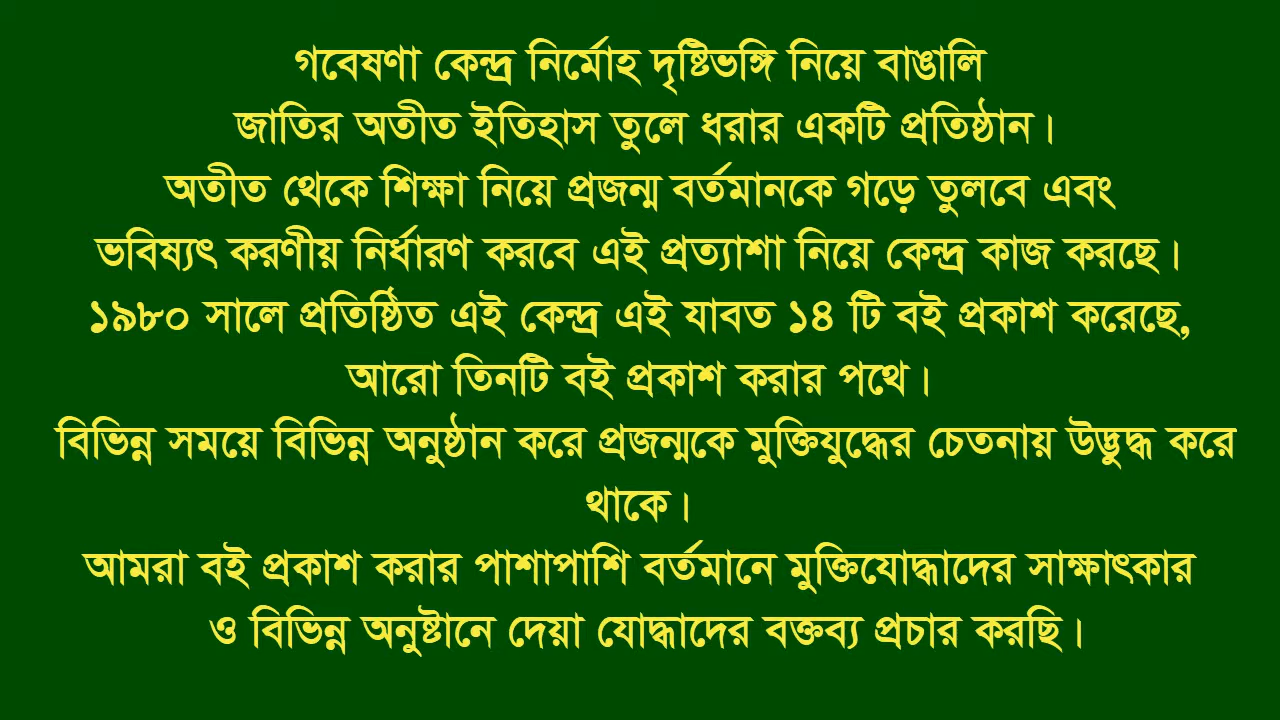 গবেষণা কেন্দ্র নির্মোহ দৃষ্টিভঙ্গি নিয়ে বাঙালি
জাতির অতীত ইতিহাস তুলে ধরার একটি প্রতিষ্ঠান।
অতীত থেকে শিক্ষা নিয়ে প্রজন্ম বর্তমানকে গড়ে তুলবে এবং
ভবিষ্যৎ করণীয় নির্ধারণ করবে এই প্রত্যাশা নিয়ে কেন্দ্র কাজ করছে।
১৯৮০ সালে প্রতিষ্ঠিত এই কেন্দ্র এই যাবত ১৪ টি বই প্রকাশ করেছে,
আরো তিনটি বই প্রকাশ করার পথে।
বিভিন্ন সময়ে বিভিন্ন অনুষ্ঠান করে প্রজন্মকে মুক্তিযুদ্ধের চেতনায় উদ্ভুদ্ধ করে
থাকে।
আমরা বই প্রকাশ করার পাশাপাশি বর্তমানে মুক্তিযোদ্ধাদের সাক্ষাৎকার
ও বিভিন্ন অনুষ্টানে দেয়া যোদ্ধাদের বক্তব্য প্রচার করছি।